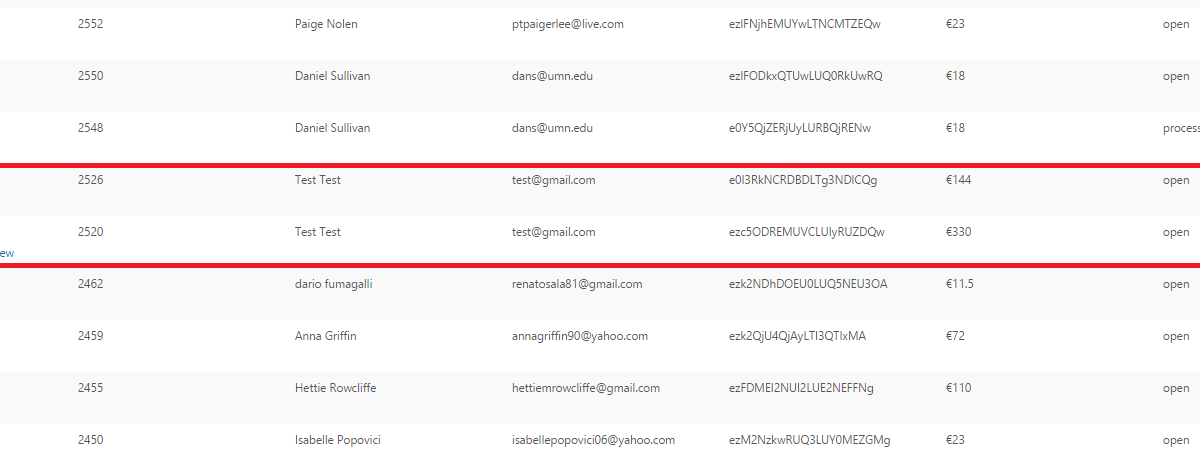 2552 Paige Nolen ptpaigerlee@live.com ezlFNjhEMUYwLTNCMTZEQw €23 open
2550 Daniel Sullivan dans@umn.edu ezlFODkxQTUwLUQ0RkUwRQ €18 open
2548 Daniel Sullivan dans@umn.edu e0Y5QjZERjUyLURBQjRENw €18 process
2526 Test Test test@gmail.com e0I3RkNCRDBDLTg3NDICQg €144 open
2520 Test Test test@gmail.com ezc5ODREMUVCLUIyRUZDQw €330 open
ew
2462 dario fumagalli renatosala81@gmail.com ezk2NDhDOEU0LUQ5NEU3OA €11.5 open
2459 Anna Griffin annagriffin90@yahoo.com ezk2QjU4QjAyLTI3QTIxMA €72 open
2455 Hettie Rowcliffe hettiemrowcliffe@gmail.com ezFDMEI2NUI2LUE2NEFFNg €110 open
2450 Isabelle Popovici isabellepopovici06@yahoo.com ezM2NzkwRUQ3LUY0MEZGMg €23 open